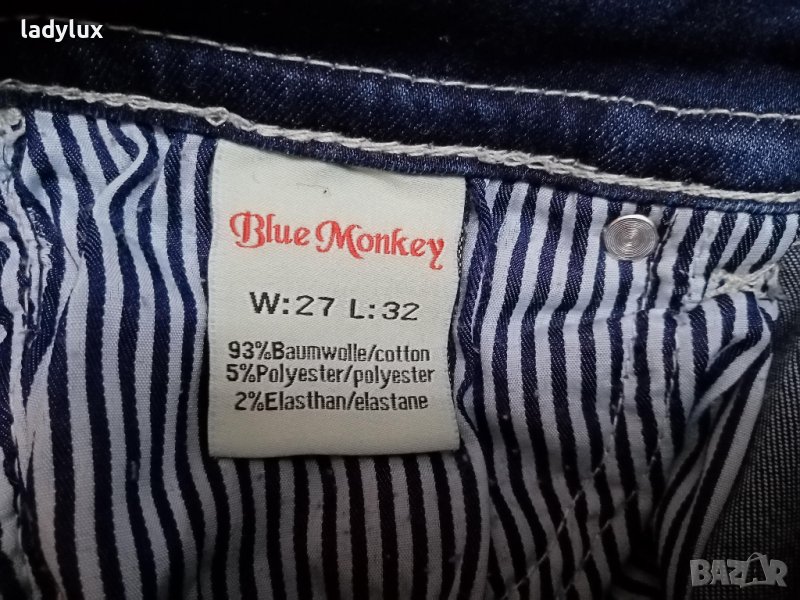 ladylux
Blue Monkey
W:27 L:32
93%Baumwolle/cotton
5%Polyester/polyester
2%Elasthan/elastane
BAZAR